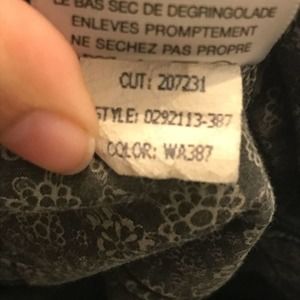 LE BAS SEC DE DEGRINGOLADE
ENLEVES PROMPTEMENT
NE SECHEZ PAS PROPRE
CUT: 207231
STYLE: 0292113-387
COLOR: WA387